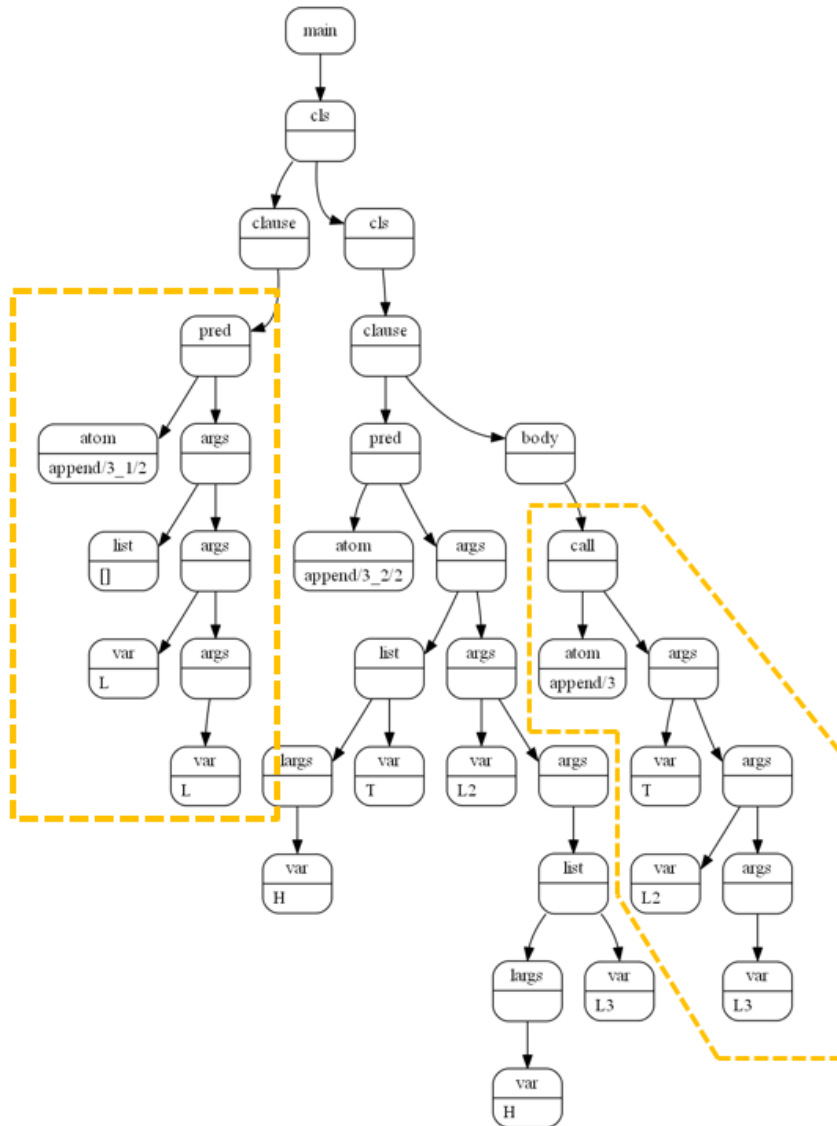 main
cls
clause
cls
pred
clause
atom
append/3_1/2
args
pred
body
list
[]
args
atom
append/3_2/2
args
call
var
L
args
list
args
atom
append/3
args
var
L
largs
var
T
var
L2
args
var
T
args
var
H
list
var
L2
args
largs
var
L3
var
L3
var
H